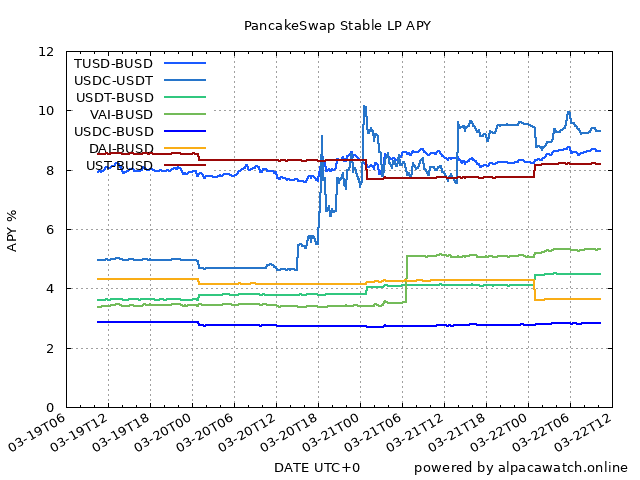 PancakeSwap Stable LP APY
12
10
8
6
4
2
0
APY %
TUSD-BUSD
USDC-USDT
USDT-BUSD
VAI-BUSD
USDC-BUSD
DAI-BUSD
UST-BUSD
03-19T06
03-19T12
03-19T18
03-20T00
03-20T06
03-20T12
03-20T18
03-21T00
03-21T06
03-21T12
03-21T18
03-22T00
03-22T06
03-22T12
DATE UTC+0
powered by alpacawatch.online